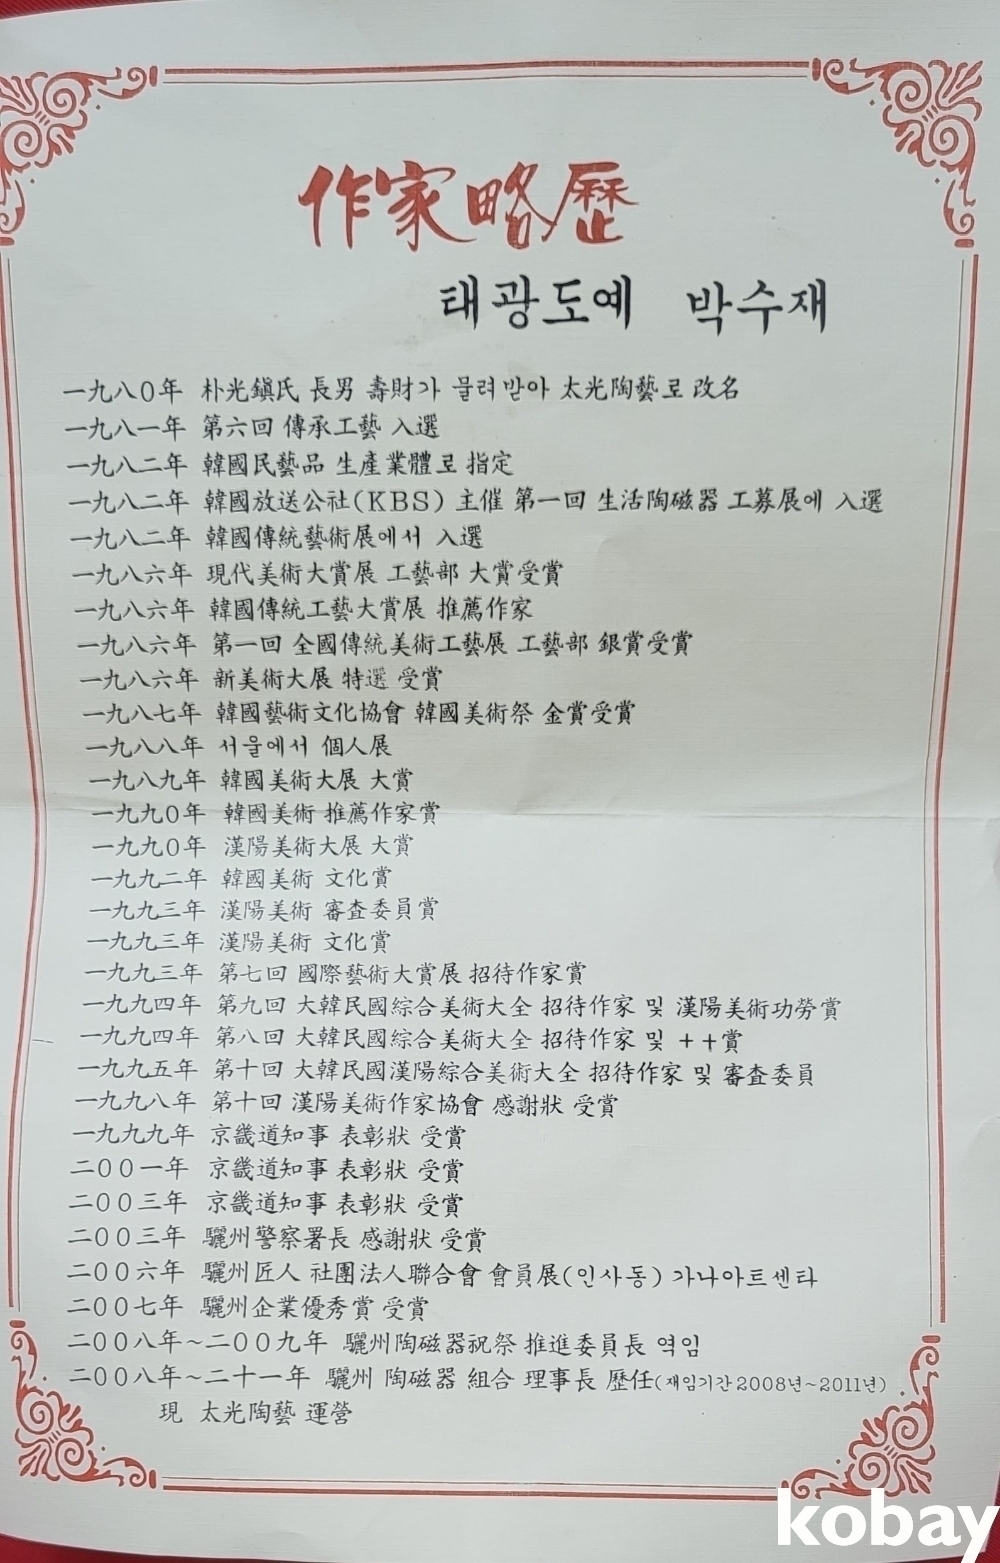 作家略歷
태광도예 박수재
一九八0年 朴光鎭氏 長男 壽財가 물려받아 太光陶藝로 改名
一九八一年 第六回 傳承工藝 入選
一九八二年 韓國民藝品 生産業體로 指定
一九八二年 韓國放送公社(KBS) 主催 第一回 生活陶磁器 工募展에 入選
一九八二年 韓國傳統藝術展에서 入選
一九八六年 現代美術大賞展 工藝部 大賞受賞
一九八六年 韓國傳統工藝大賞展 推薦作家
一九八六年 第一回 全國傳統美術工藝展 工藝部 銀賞受賞
一九八六年 新美術大展 特選 受賞
一九八七年 韓國藝術文化協會 韓國美術祭 金賞受賞
一九八八年 서울에서 個人展
一九八九年 韓國美術大展 大賞
一九九0年 韓國美術 推薦作家賞
一九九0年 漢陽美術大展 大賞
一九九二年 韓國美術 文化賞
一九九三年 漢陽美術 審査委員賞
一九九三年 漢陽美術 文化賞
一九九三年 第七回 國際藝術大賞展 招待作家賞
一九九四年 第九回 大韓民國綜合美術大全 招待作家 및 漢陽美術功勞賞
一九九四年 第八回 大韓民國綜合美術大全 招待作家 및 ++賞
一九九五年 第十回 大韓民國漢陽綜合美術大全 招待作家 및 審査委員
一九九八年 第十回 漢陽美術作家協會 感謝狀 受賞
一九九九年 京畿道知事 表彰狀 受賞
二00一年 京畿道知事 表彰狀 受賞
二00三年 京畿道知事 表彰狀 受賞
二00三年 驪州警察署長 感謝狀 受賞
二00六年 驪州匠人 社團法人聯合會 會員展(인사동) 가나아트센타
二00七年 驪州企業優秀賞 受賞
二00八年~二00九年 驪州陶磁器祝祭 推進委員長 역임
二00八年~二十一年 驪州 陶磁器 組合 理事長 歷任(재임기간 2008년~2011년)
現 太光陶藝 運營
kobay